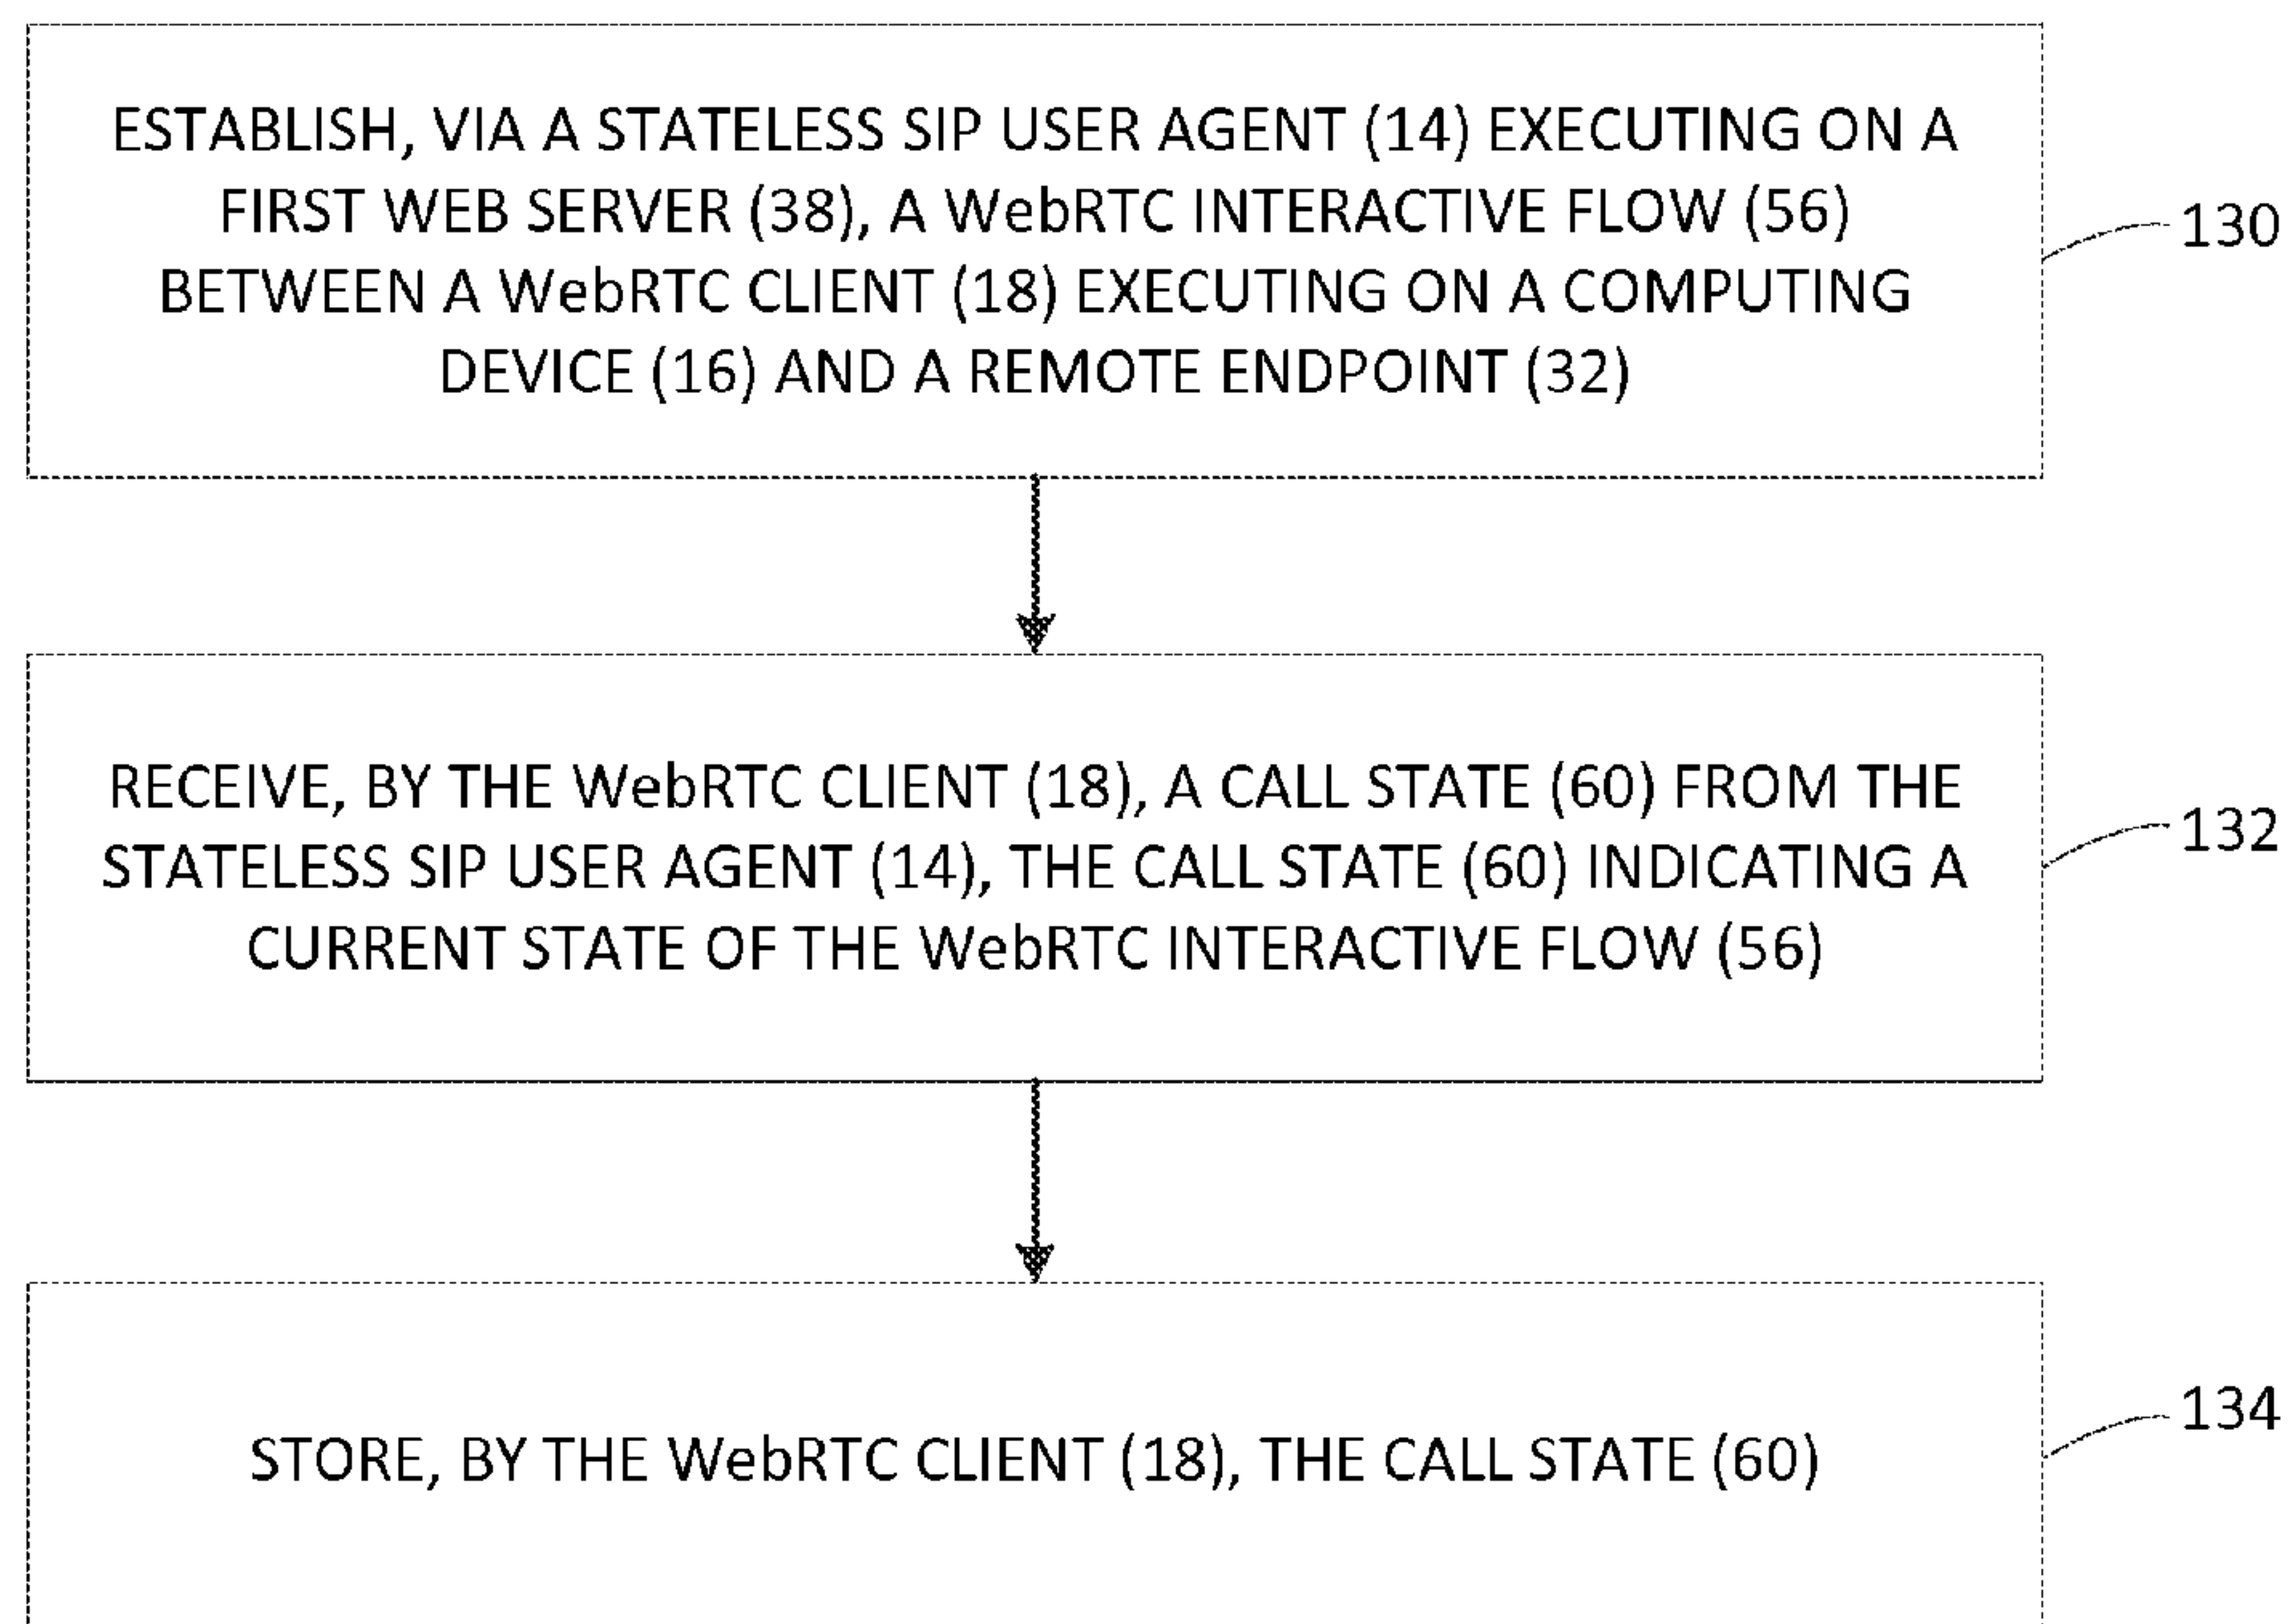 ESTABLISH, VIA A STATELESS SIP USER AGENT (14) EXECUTING ON A
FIRST WEB SERVER (38), A WebRTC INTERACTIVE FLOW (56)
BETWEEN A WebRTC CLIENT (18) EXECUTING ON A COMPUTING
DEVICE (16) AND A REMOTE ENDPOINT (32)
130
RECEIVE, BY THE WebRTC CLIENT (18), A CALL STATE (60) FROM THE
STATELESS SIP USER AGENT (14), THE CALL STATE (60) INDICATING A
CURRENT STATE OF THE WebRTC INTERACTIVE FLOW (56)
132
STORE, BY THE WebRTC CLIENT (18), THE CALL STATE (60)
134